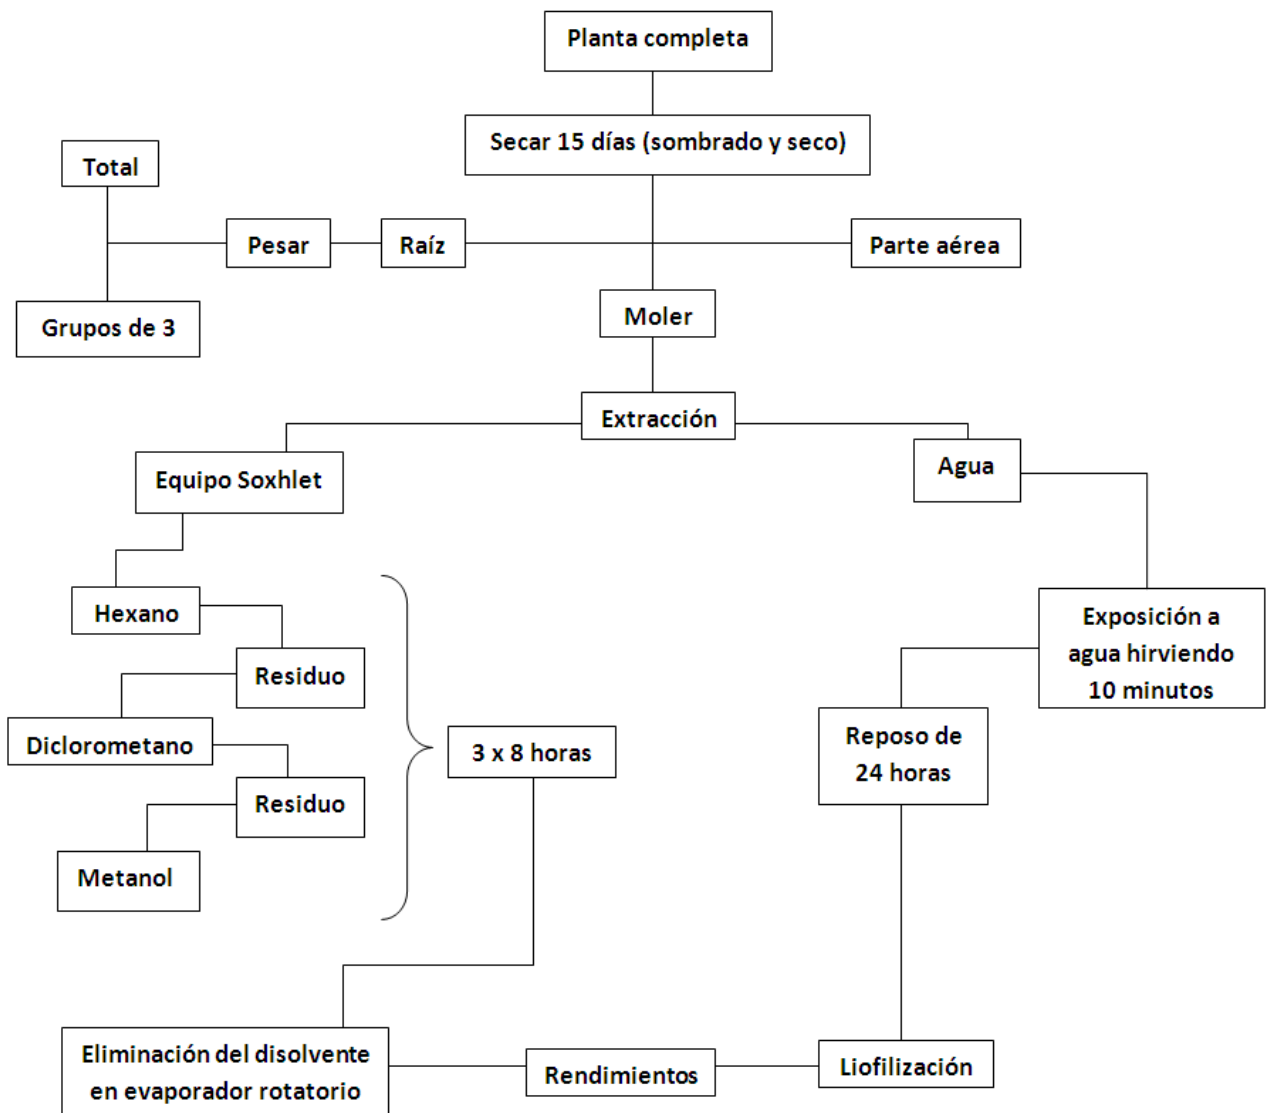 Planta completa
Secar 15 días (sombrado y seco)
Total
Pesar
Raíz
Parte aérea
Grupos de 3
Moler
Extracción
Equipo Soxhlet
Agua
Hexano
Residuo
Diclorometano
Residuo
Metanol
3 x 8 horas
Exposición a
agua hirviendo
10 minutos
Reposo de
24 horas
Eliminación del disolvente
en evaporador rotatorio
Rendimientos
Liofilización